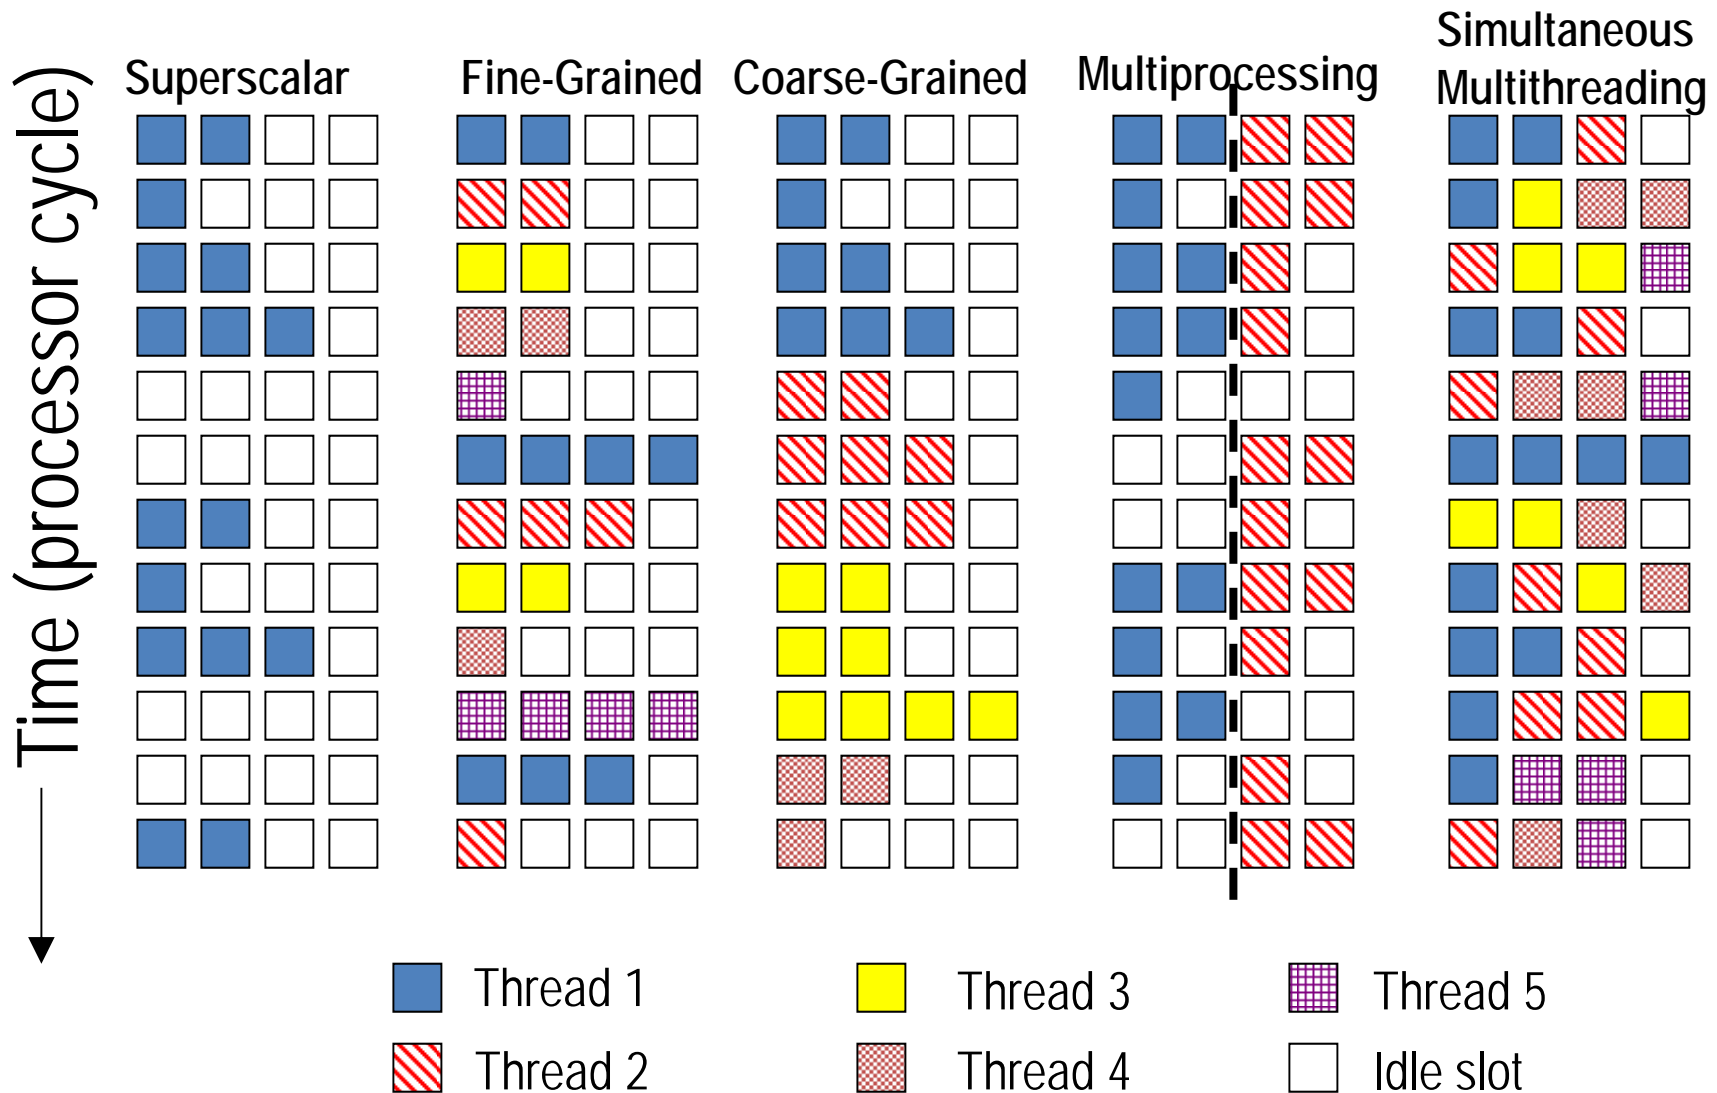 Simultaneous
Superscalar Fine-Grained Coarse-Grained Multiprocessing Multithreading
Time (processor cycle)
Thread 1 Thread 3 Thread 5
Thread 2 Thread 4 Idle slot